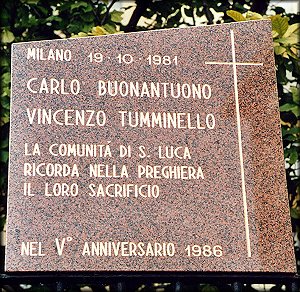 MILANO 19-10 1981
CARLO BUONANTUONO
VINCENZO TUMMINELLO
LA COMUNITÀ DI S. LUCA
RICORDA NELLA PREGHIERA
IL LORO SACRIFICIO
NEL V° ANNIVERSARIO 1986